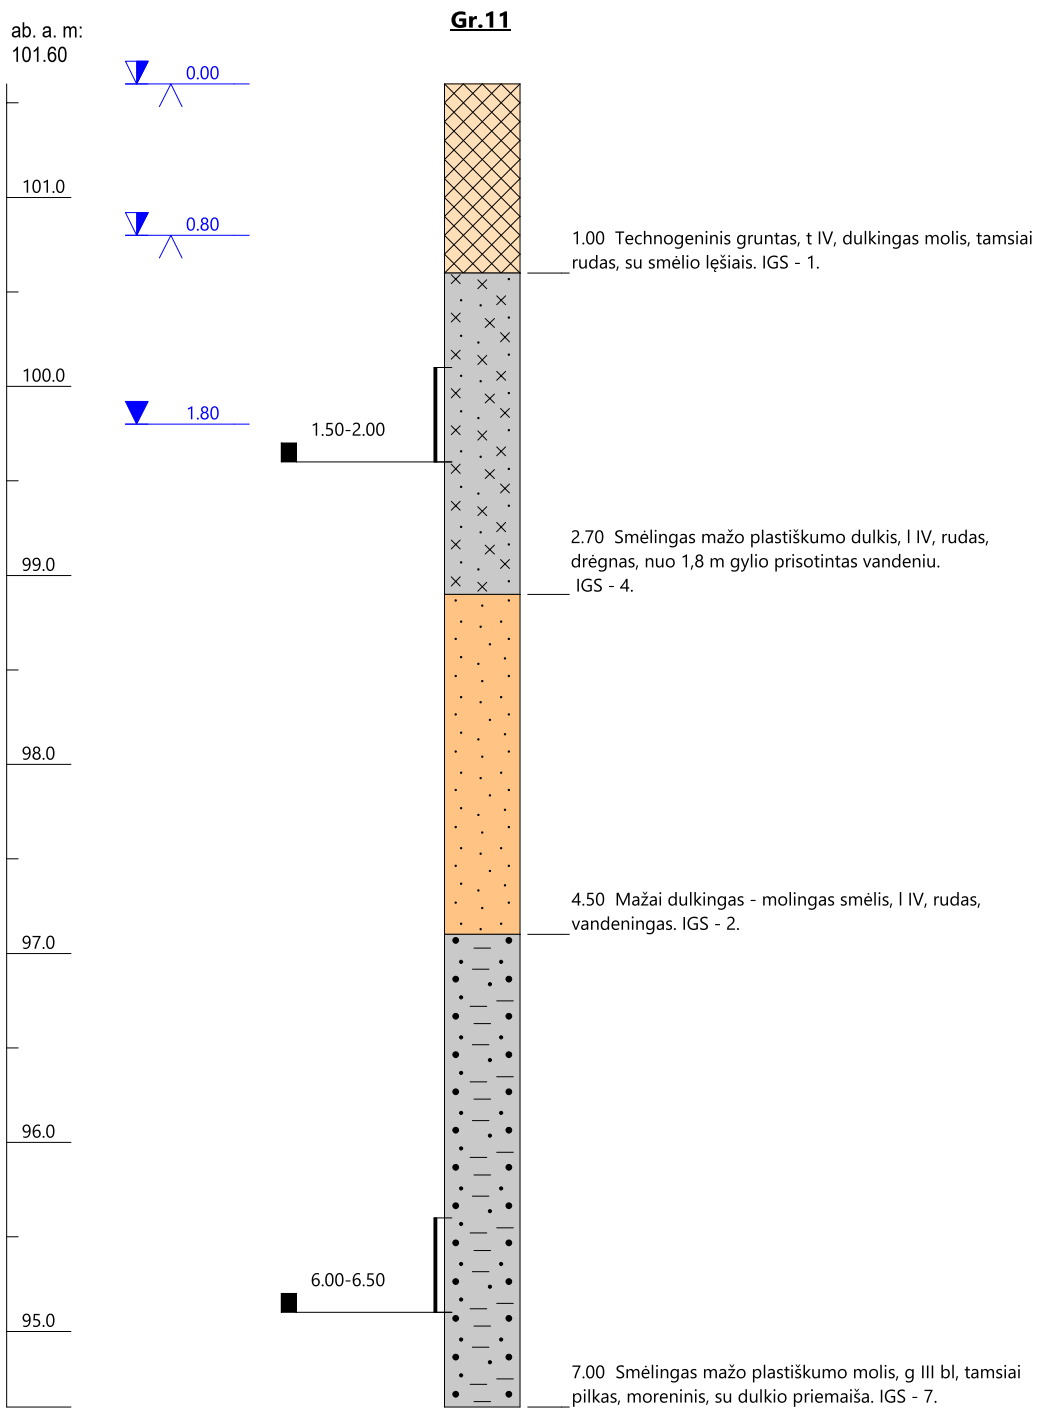 Gr.11
ab. a. m:
101.60
0.00
101.0
0.80
1.00 Technogeninis gruntas, t IV, dulkingas molis, tamsiai
rudas, su smėlio lęšiais. IGS - 1.
100.0
1.80
1.50-2.00
2.70 Smėlingas mažo plastiškumo dulkis, l IV, rudas,
drėgnas, nuo 1,8 m gylio prisotintas vandeniu.
IGS - 4.
99.0
98.0
4.50 Mažai dulkingas - molingas smėlis, l IV, rudas,
vandeningas. IGS - 2.
97.0
96.0
6.00-6.50
95.0
7.00 Smėlingas mažo plastiškumo molis, g III bl, tamsiai
pilkas, moreninis, su dulkio priemaiša. IGS - 7.